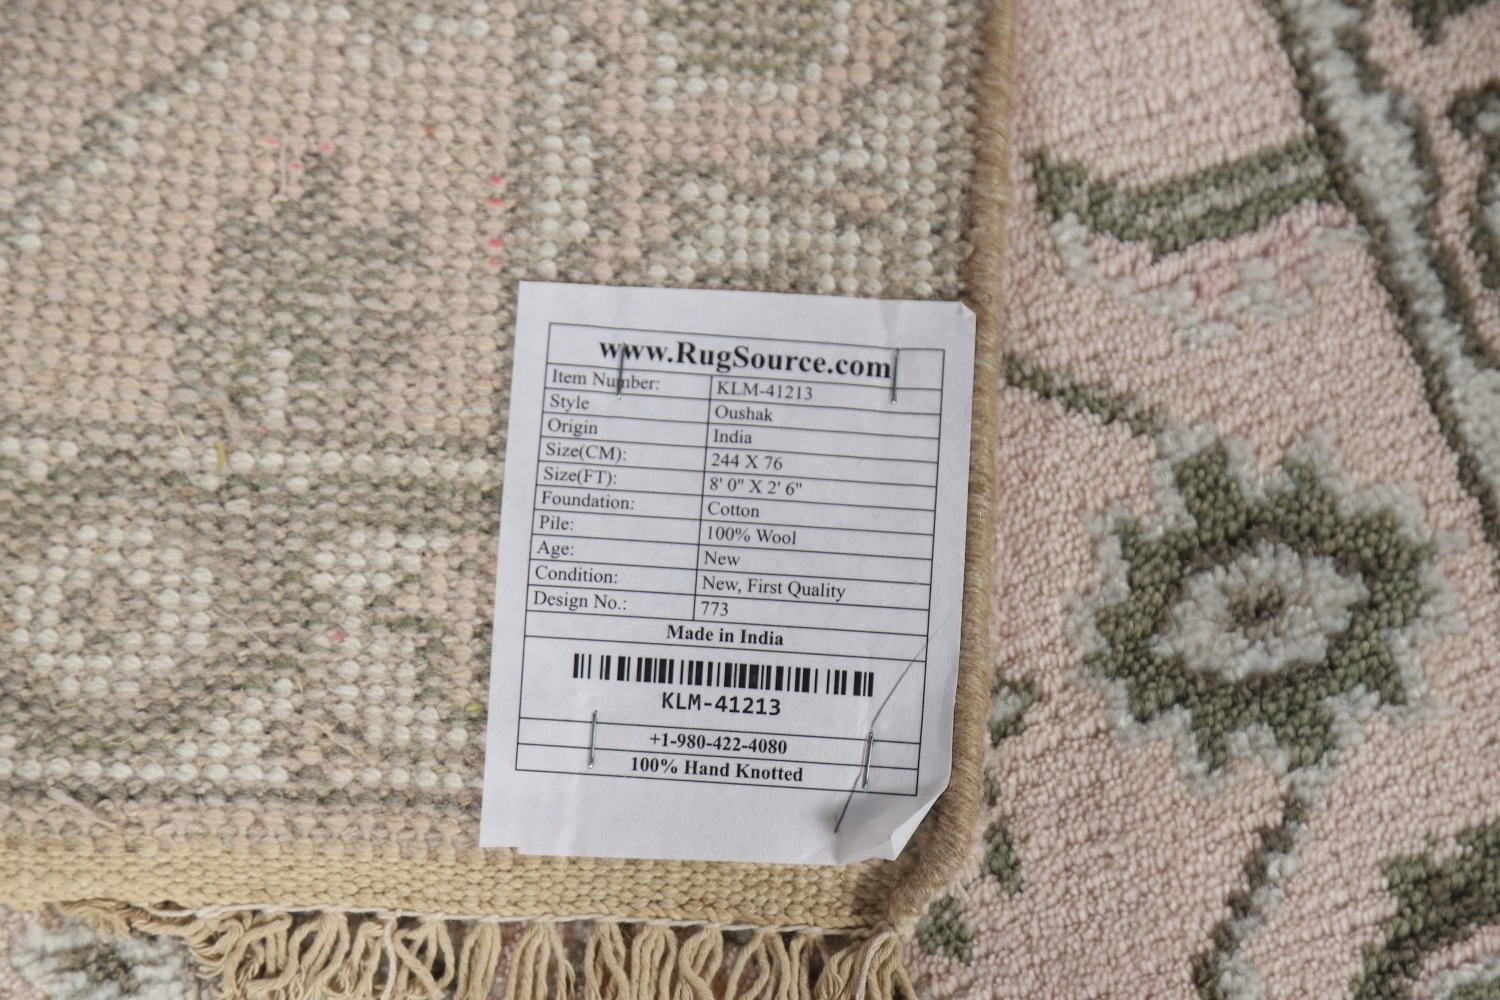 www.RugSource.com
Item Number: KLM-41213
Style Oushak
Origin India
Size(CM): 244 X 76
Size(FT): 8' 0" X 2' 6"
Foundation: Cotton
Pile: 100% Wool
Age: New
Condition: New, First Quality
Design No.: 773
Made in India
KLM-41213
+1-980-422-4080
100% Hand Knotted